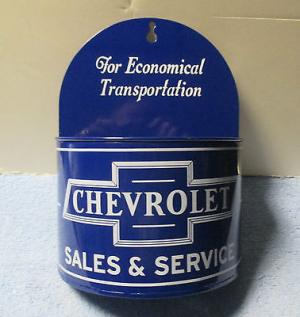 For Economical
Transportation
CHEVROLET
SALES & SERVICE